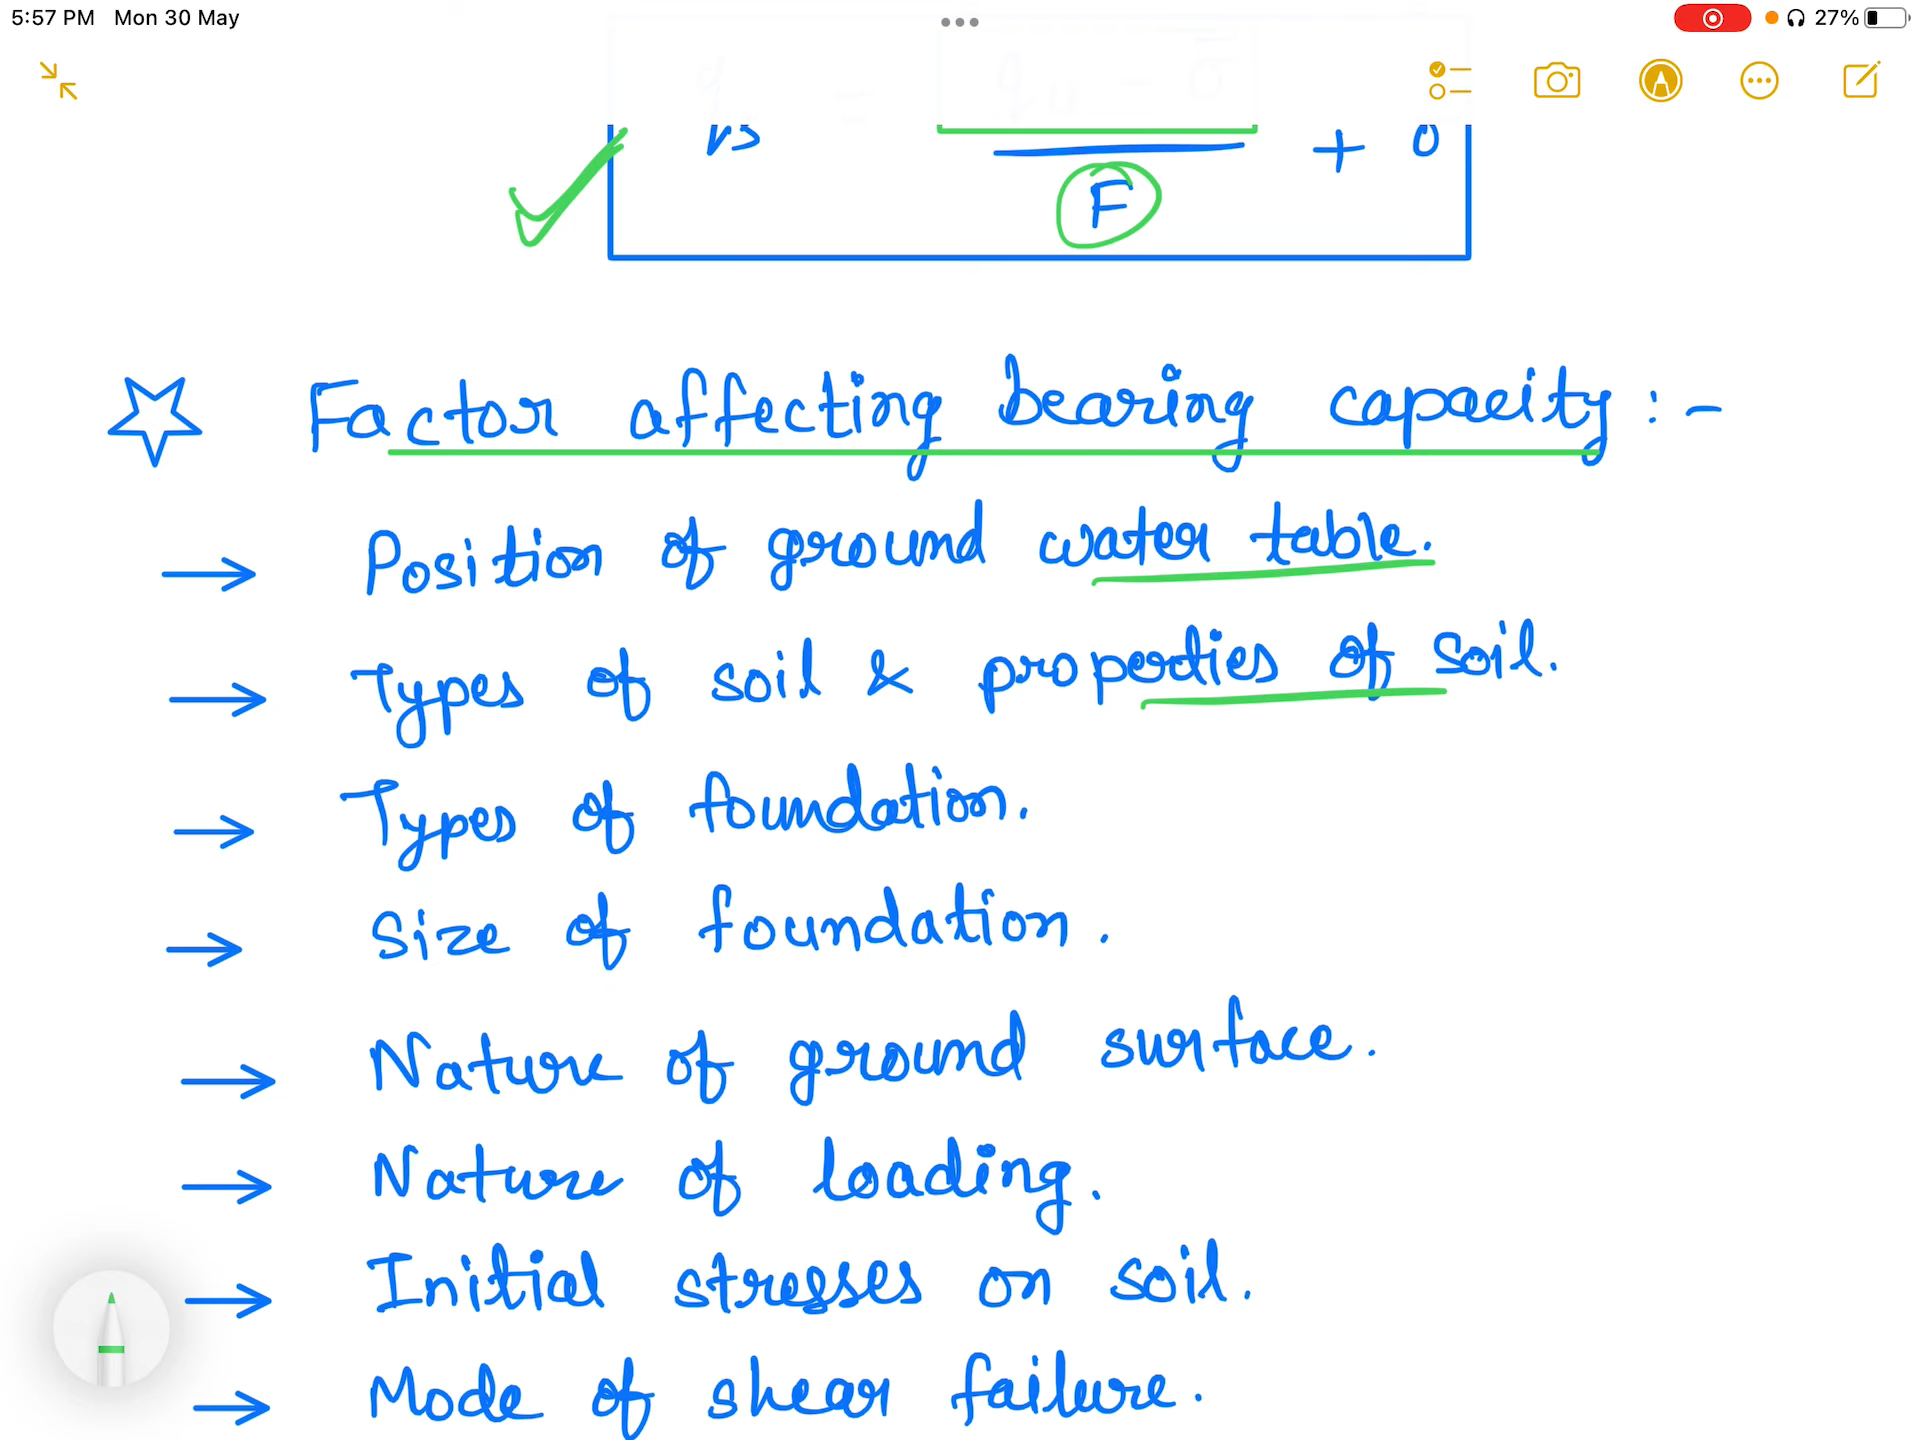 5:57 PM Mon 30 May 27%
qᵤ - σ̄
= + σ
F
Factor affecting bearing capacity :-
→ Position of ground water table.
→ Types of soil & properties of soil.
→ Types of foundation.
→ Size of foundation.
→ Nature of ground surface.
→ Nature of loading.
→ Initial stresses on soil.
→ Mode of shear failure.